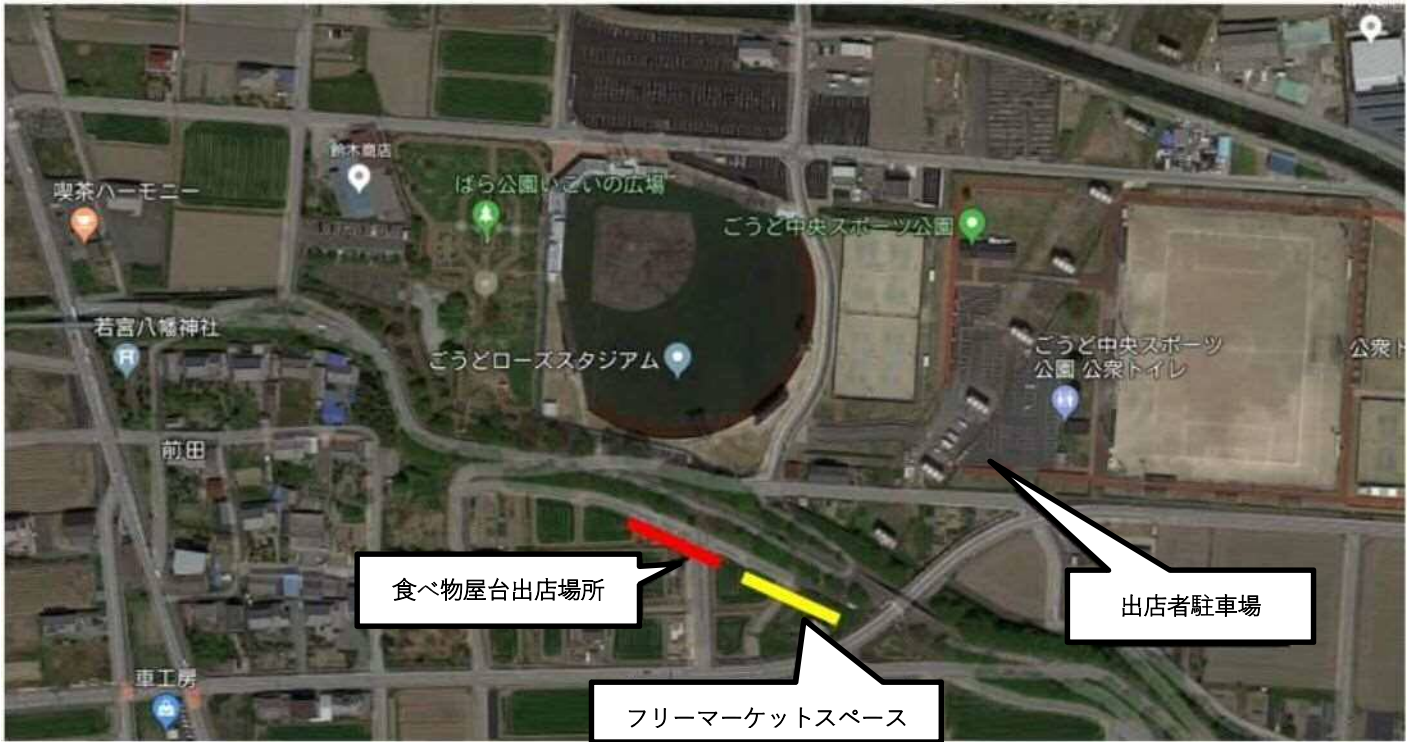 鈴木商店
喫茶ハーモニー
ばら公園いこいの広場
ごうど中央スポーツ公園
若宮八幡神社
ごうどローズスタジアム
ごうど中央スポーツ
公園 公衆トイレ
公衆ト
前田
食べ物屋台出店場所
出店者駐車場
車工房
フリーマーケットスペース